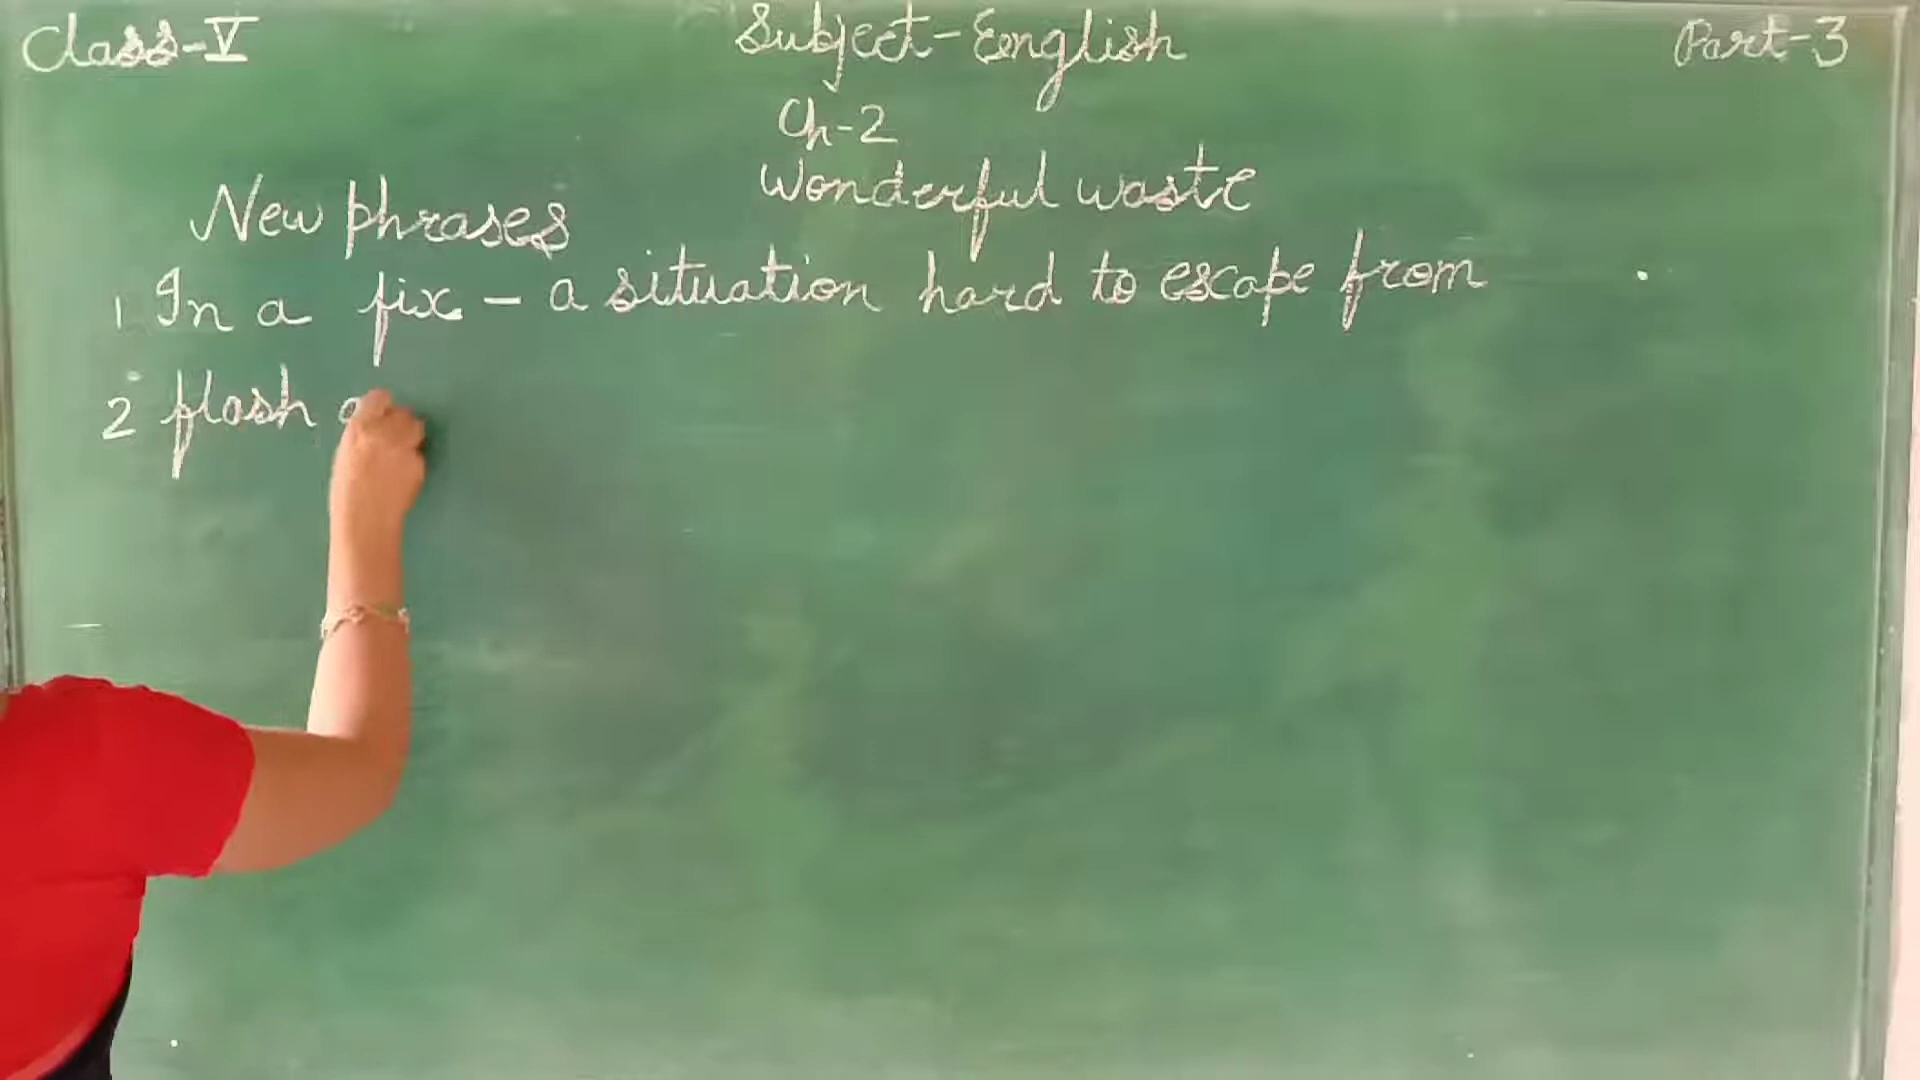 Class-V
Subject-English
Part-3
Ch-2
Wonderful waste
New phrases
1 In a fix - a situation hard to escape from
2 flash